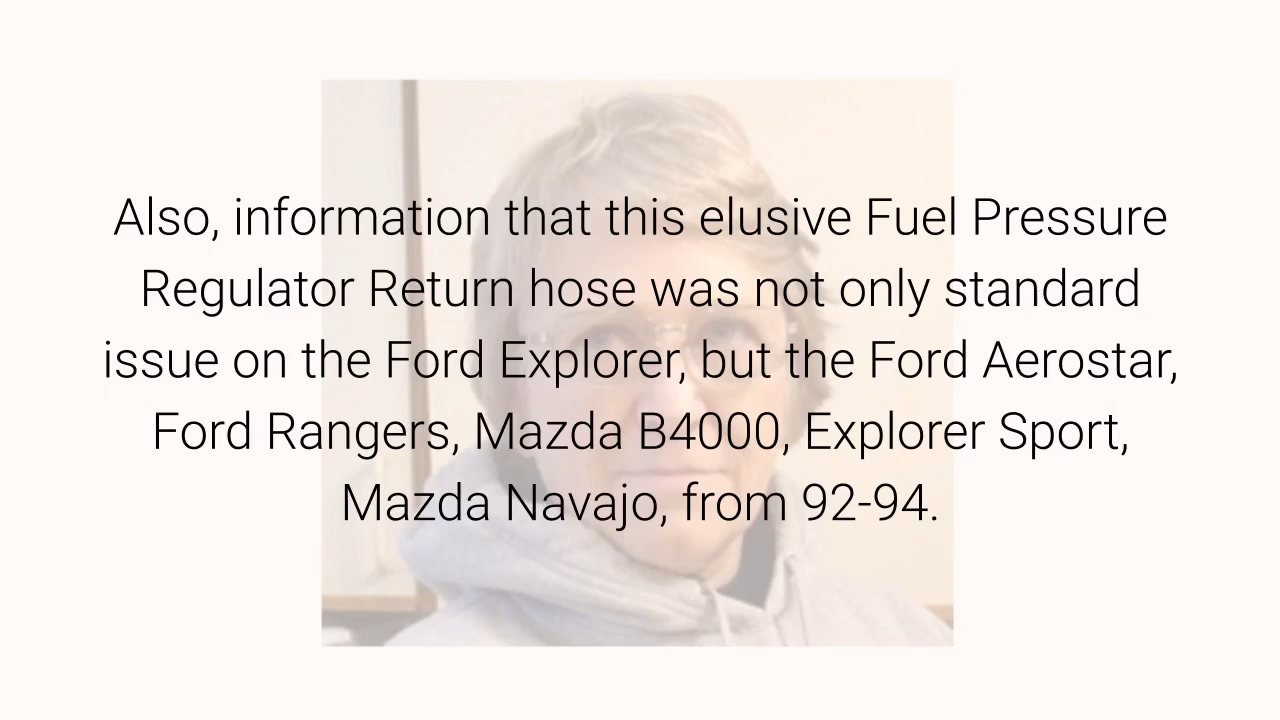 Also, information that this elusive Fuel Pressure
Regulator Return hose was not only standard
issue on the Ford Explorer, but the Ford Aerostar,
Ford Rangers, Mazda B4000, Explorer Sport,
Mazda Navajo, from 92-94.